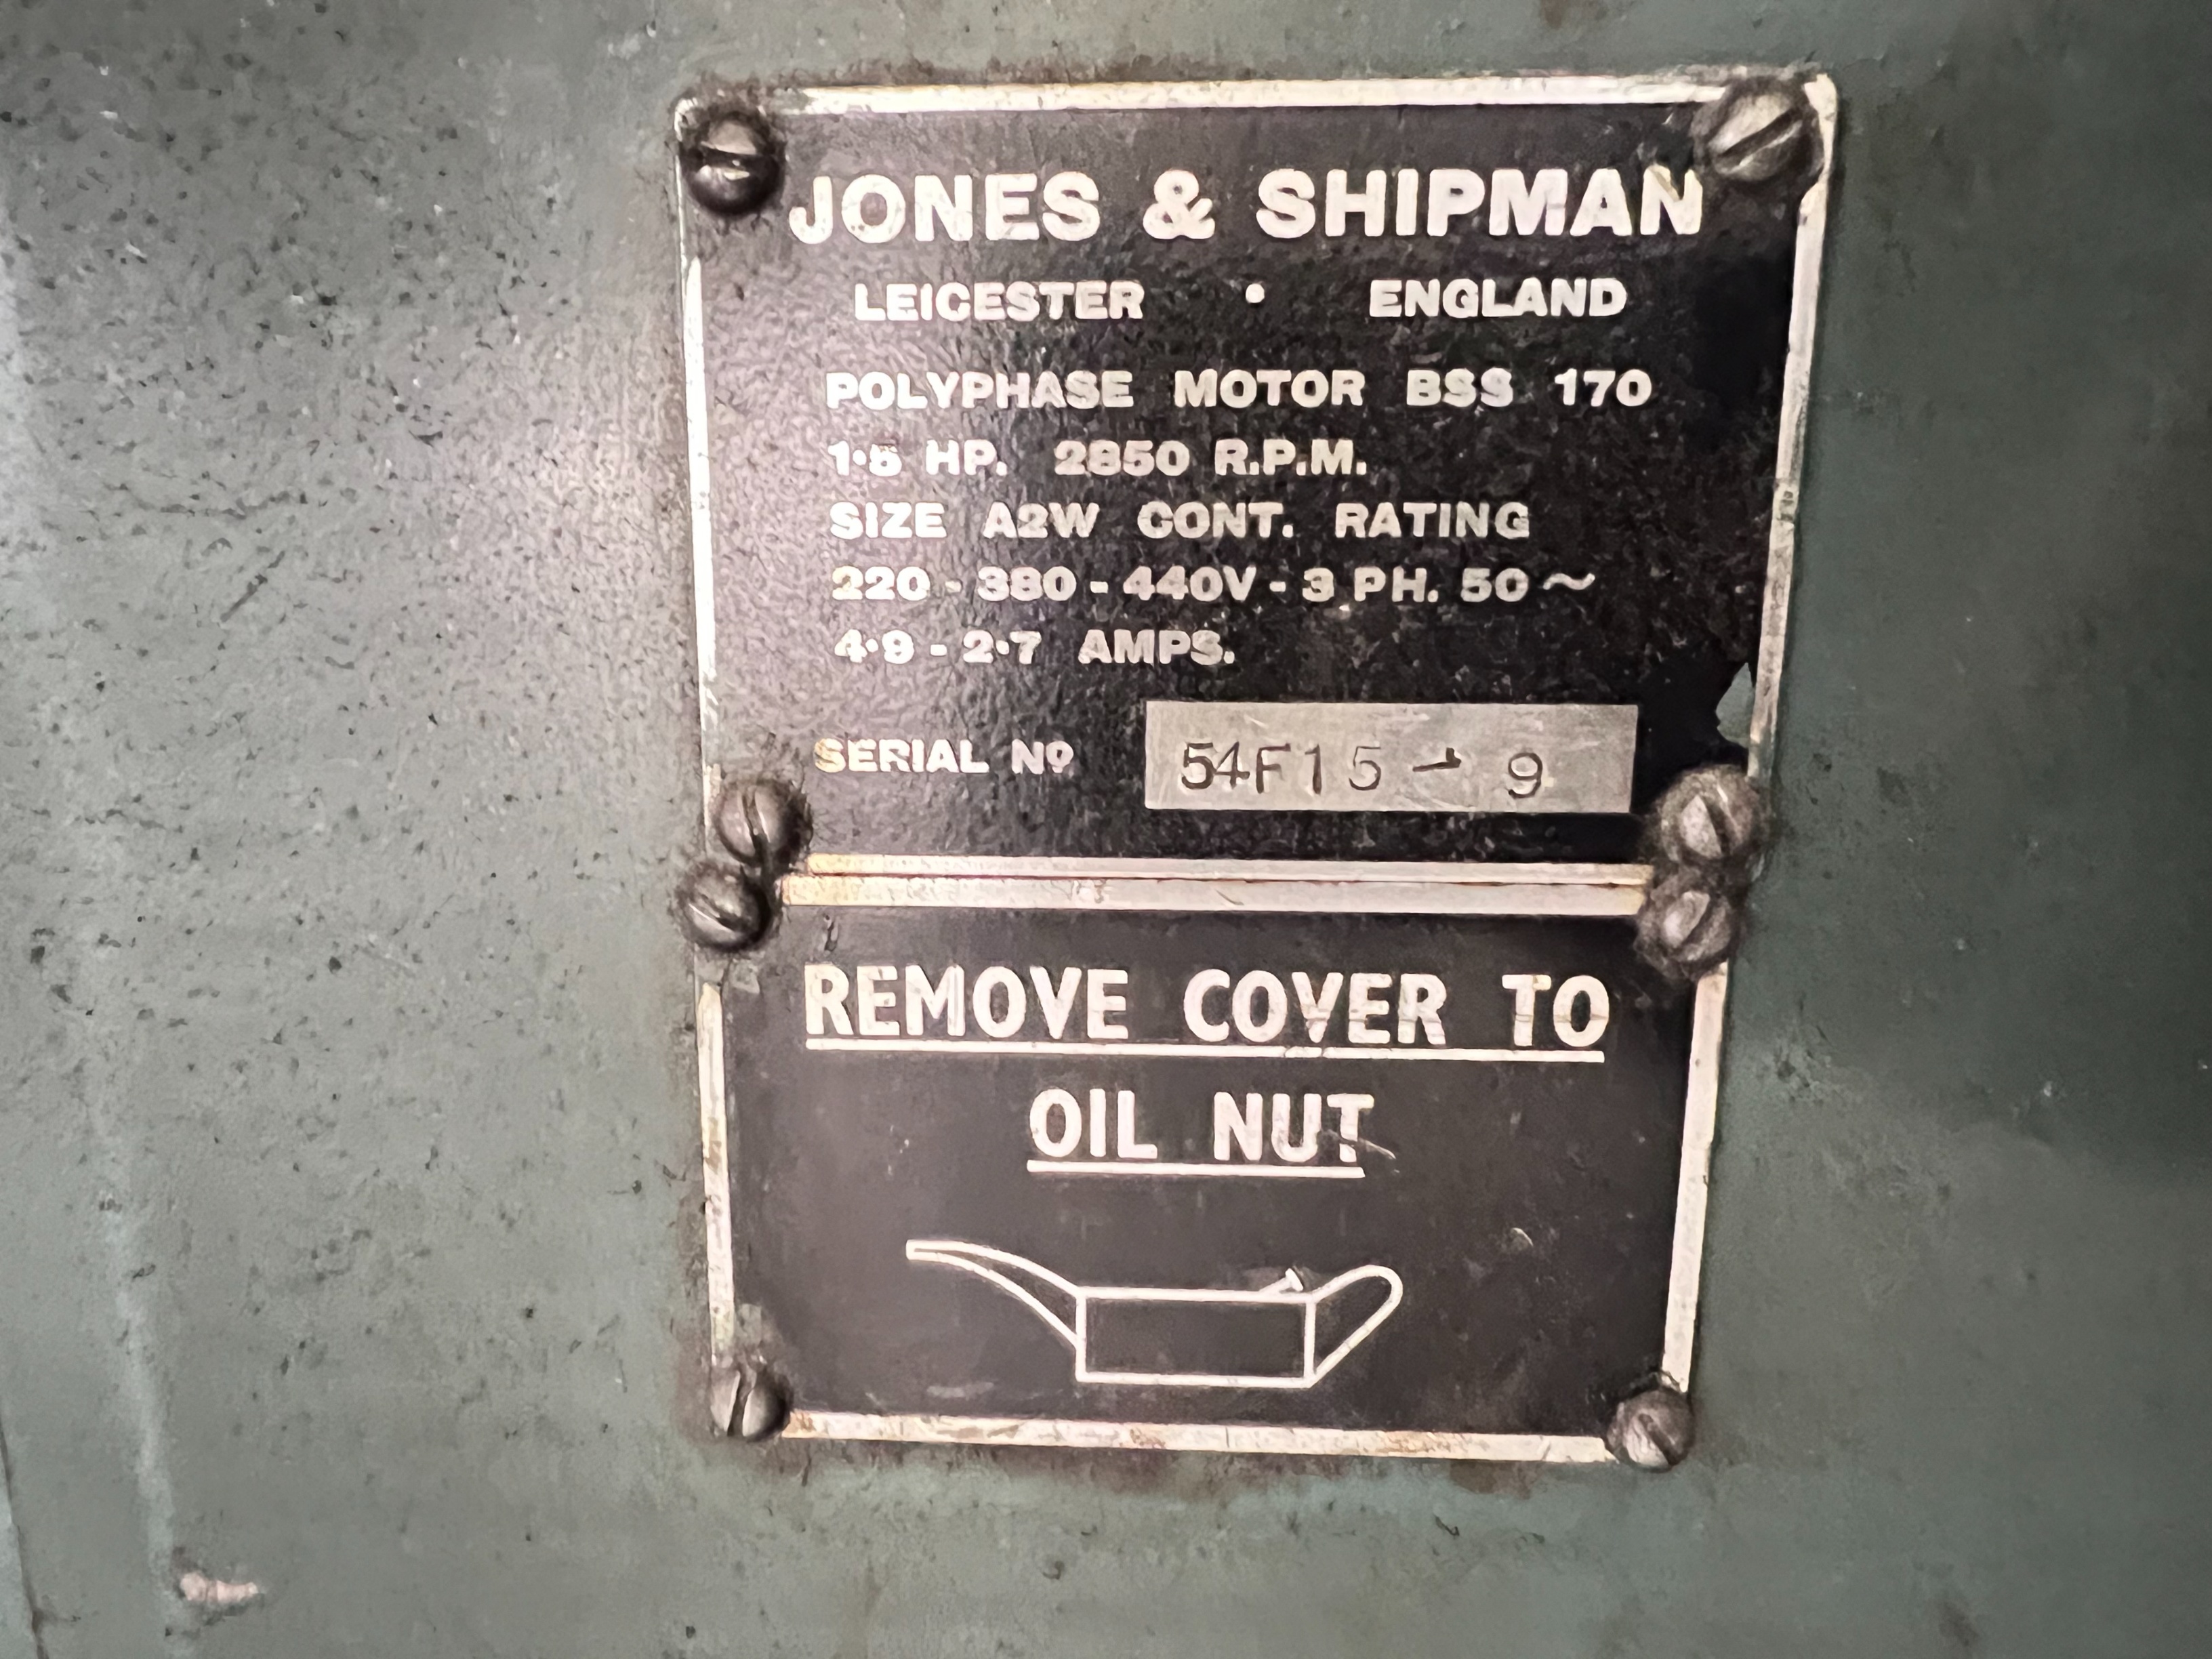 JONES & SHIPMAN
LEICESTER • ENGLAND
POLYPHASE MOTOR BSS 170
1·5 HP. 2850 R.P.M.
SIZE A2W CONT. RATING
220 - 380 - 440V - 3 PH. 50 ~
4·9 - 2·7 AMPS.
SERIAL Nº 54F15 - 9
REMOVE COVER TO
OIL NUT